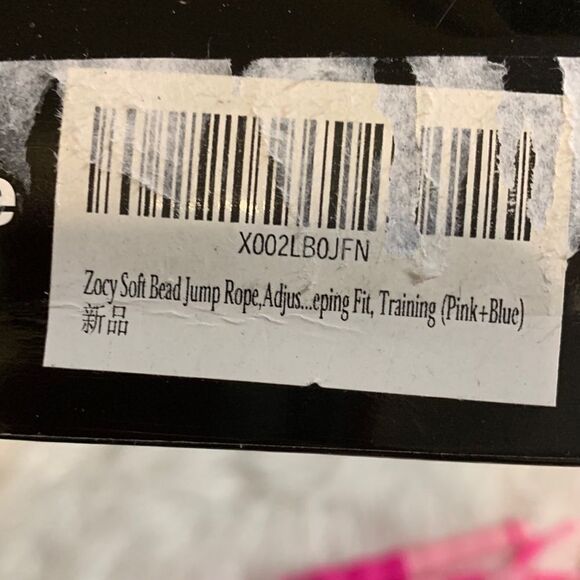 e
X002LB0JFN
Zocy Soft Bead Jump Rope,Adjus...eping Fit, Training (Pink+Blue)
新品